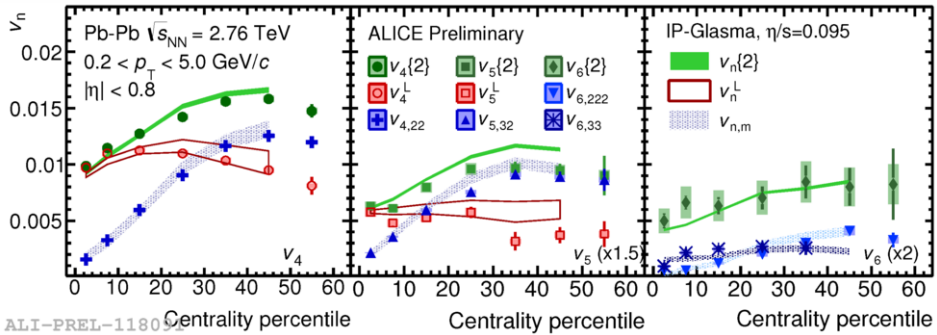 v_n
0.02
0.015
0.01
0.005
Pb-Pb √s_NN = 2.76 TeV
0.2 < p_T < 5.0 GeV/c
|η| < 0.8
v_4
0 10 20 30 40 50 60
Centrality percentile
ALICE Preliminary
v_4{2} v_5{2} v_6{2}
v_4^L v_5^L v_6,222
v_4,22 v_5,32 v_6,33
v_5 (x1.5)
0 10 20 30 40 50 60
Centrality percentile
IP-Glasma, η/s=0.095
v_n{2}
v_n^L
v_n,m
v_6 (x2)
0 10 20 30 40 50 60
Centrality percentile